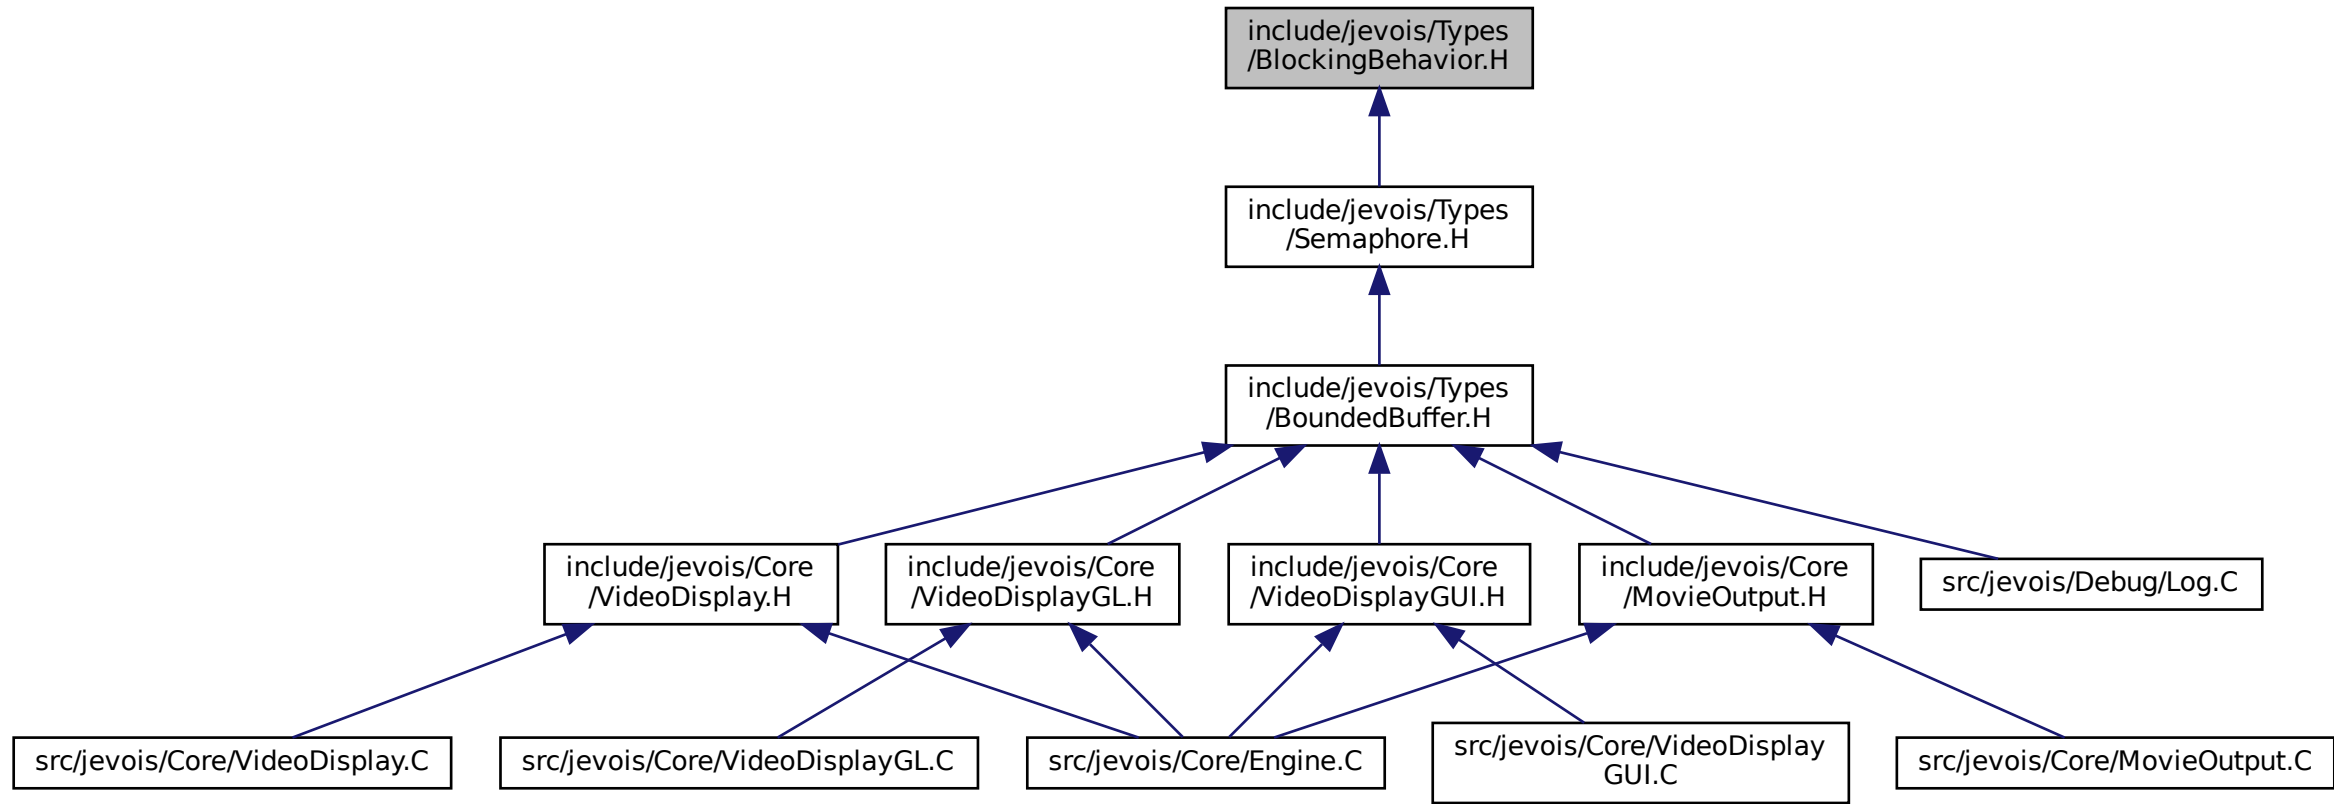 include/jevois/Types
/BlockingBehavior.H
include/jevois/Types
/Semaphore.H
include/jevois/Types
/BoundedBuffer.H
include/jevois/Core
/VideoDisplay.H
include/jevois/Core
/VideoDisplayGL.H
include/jevois/Core
/VideoDisplayGUI.H
include/jevois/Core
/MovieOutput.H
src/jevois/Debug/Log.C
src/jevois/Core/VideoDisplay.C
src/jevois/Core/VideoDisplayGL.C
src/jevois/Core/Engine.C
src/jevois/Core/VideoDisplay
GUI.C
src/jevois/Core/MovieOutput.C